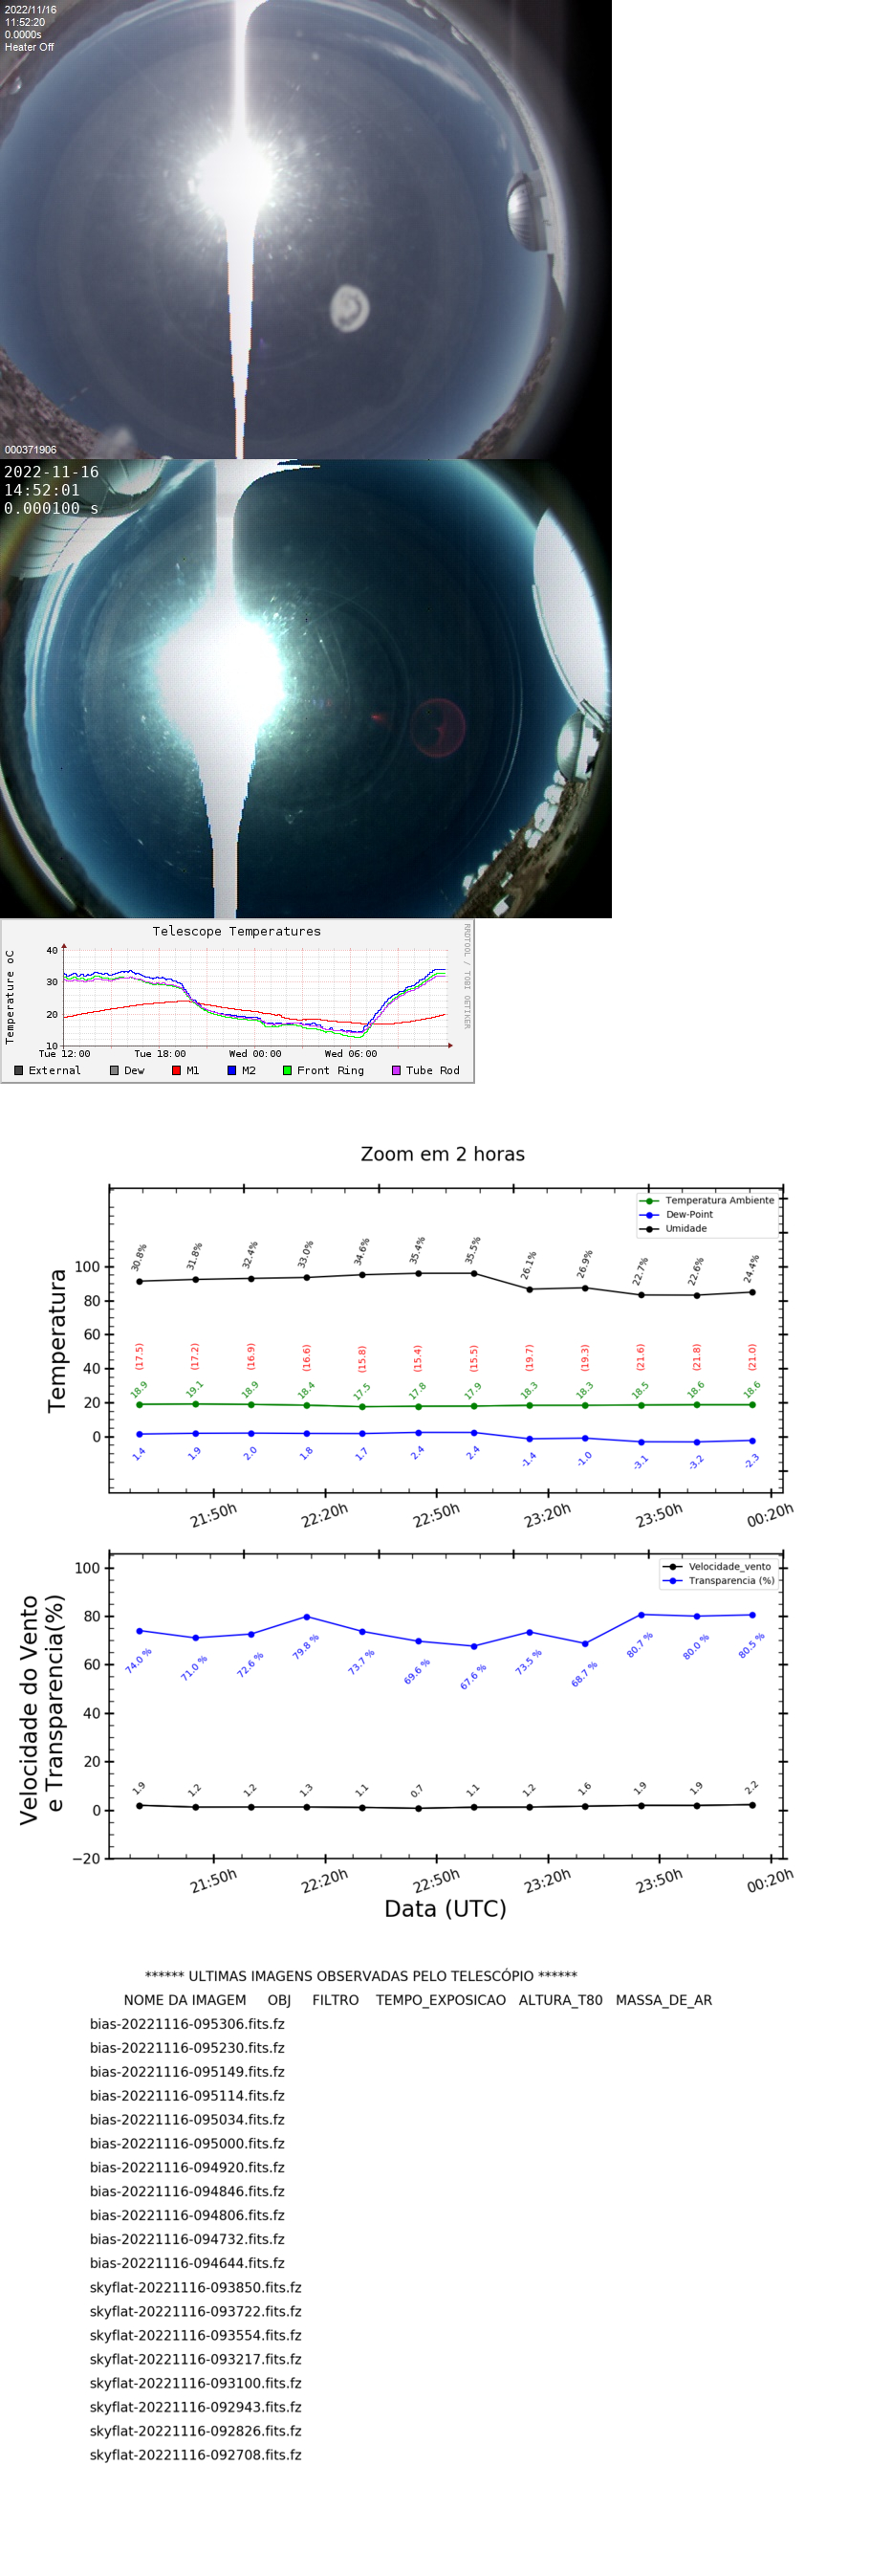 2022/11/16
11:52:20
0.0000s
Heater Off
000371906
2022-11-16
14:52:01
0.000100 s
Telescope Temperatures
RRDTOOL / TOBI OETIKER
Temperature oC
40
30
20
10
Tue 12:00 Tue 18:00 Wed 00:00 Wed 06:00
External Dew M1 M2 Front Ring Tube Rod
Zoom em 2 horas
Temperatura Ambiente
Dew-Point
Umidade
Temperatura
100
80
60
40
20
0
30.8% 31.8% 32.4% 33.0% 34.6% 35.4% 35.5% 26.1% 26.9% 22.7% 22.6% 24.4%
(17.5) (17.2) (16.9) (16.6) (15.8) (15.4) (15.5) (19.7) (19.3) (21.6) (21.8) (21.0)
18.9 19.1 18.9 18.4 17.5 17.8 17.9 18.3 18.3 18.5 18.6 18.6
1.4 1.9 2.0 1.8 1.7 2.4 2.4 -1.4 -1.0 -3.1 -3.2 -2.3
21:50h 22:20h 22:50h 23:20h 23:50h 00:20h
Velocidade_vento
Transparencia (%)
Velocidade do Vento
e Transparencia(%)
100
80
60
40
20
0
−20
74.0 % 71.0 % 72.6 % 79.8 % 73.7 % 69.6 % 67.6 % 73.5 % 68.7 % 80.7 % 80.0 % 80.5 %
1.9 1.2 1.2 1.3 1.1 0.7 1.1 1.2 1.6 1.9 1.9 2.2
21:50h 22:20h 22:50h 23:20h 23:50h 00:20h
Data (UTC)
****** ULTIMAS IMAGENS OBSERVADAS PELO TELESCÓPIO ******
NOME DA IMAGEM OBJ FILTRO TEMPO_EXPOSICAO ALTURA_T80 MASSA_DE_AR
bias-20221116-095306.fits.fz
bias-20221116-095230.fits.fz
bias-20221116-095149.fits.fz
bias-20221116-095114.fits.fz
bias-20221116-095034.fits.fz
bias-20221116-095000.fits.fz
bias-20221116-094920.fits.fz
bias-20221116-094846.fits.fz
bias-20221116-094806.fits.fz
bias-20221116-094732.fits.fz
bias-20221116-094644.fits.fz
skyflat-20221116-093850.fits.fz
skyflat-20221116-093722.fits.fz
skyflat-20221116-093554.fits.fz
skyflat-20221116-093217.fits.fz
skyflat-20221116-093100.fits.fz
skyflat-20221116-092943.fits.fz
skyflat-20221116-092826.fits.fz
skyflat-20221116-092708.fits.fz